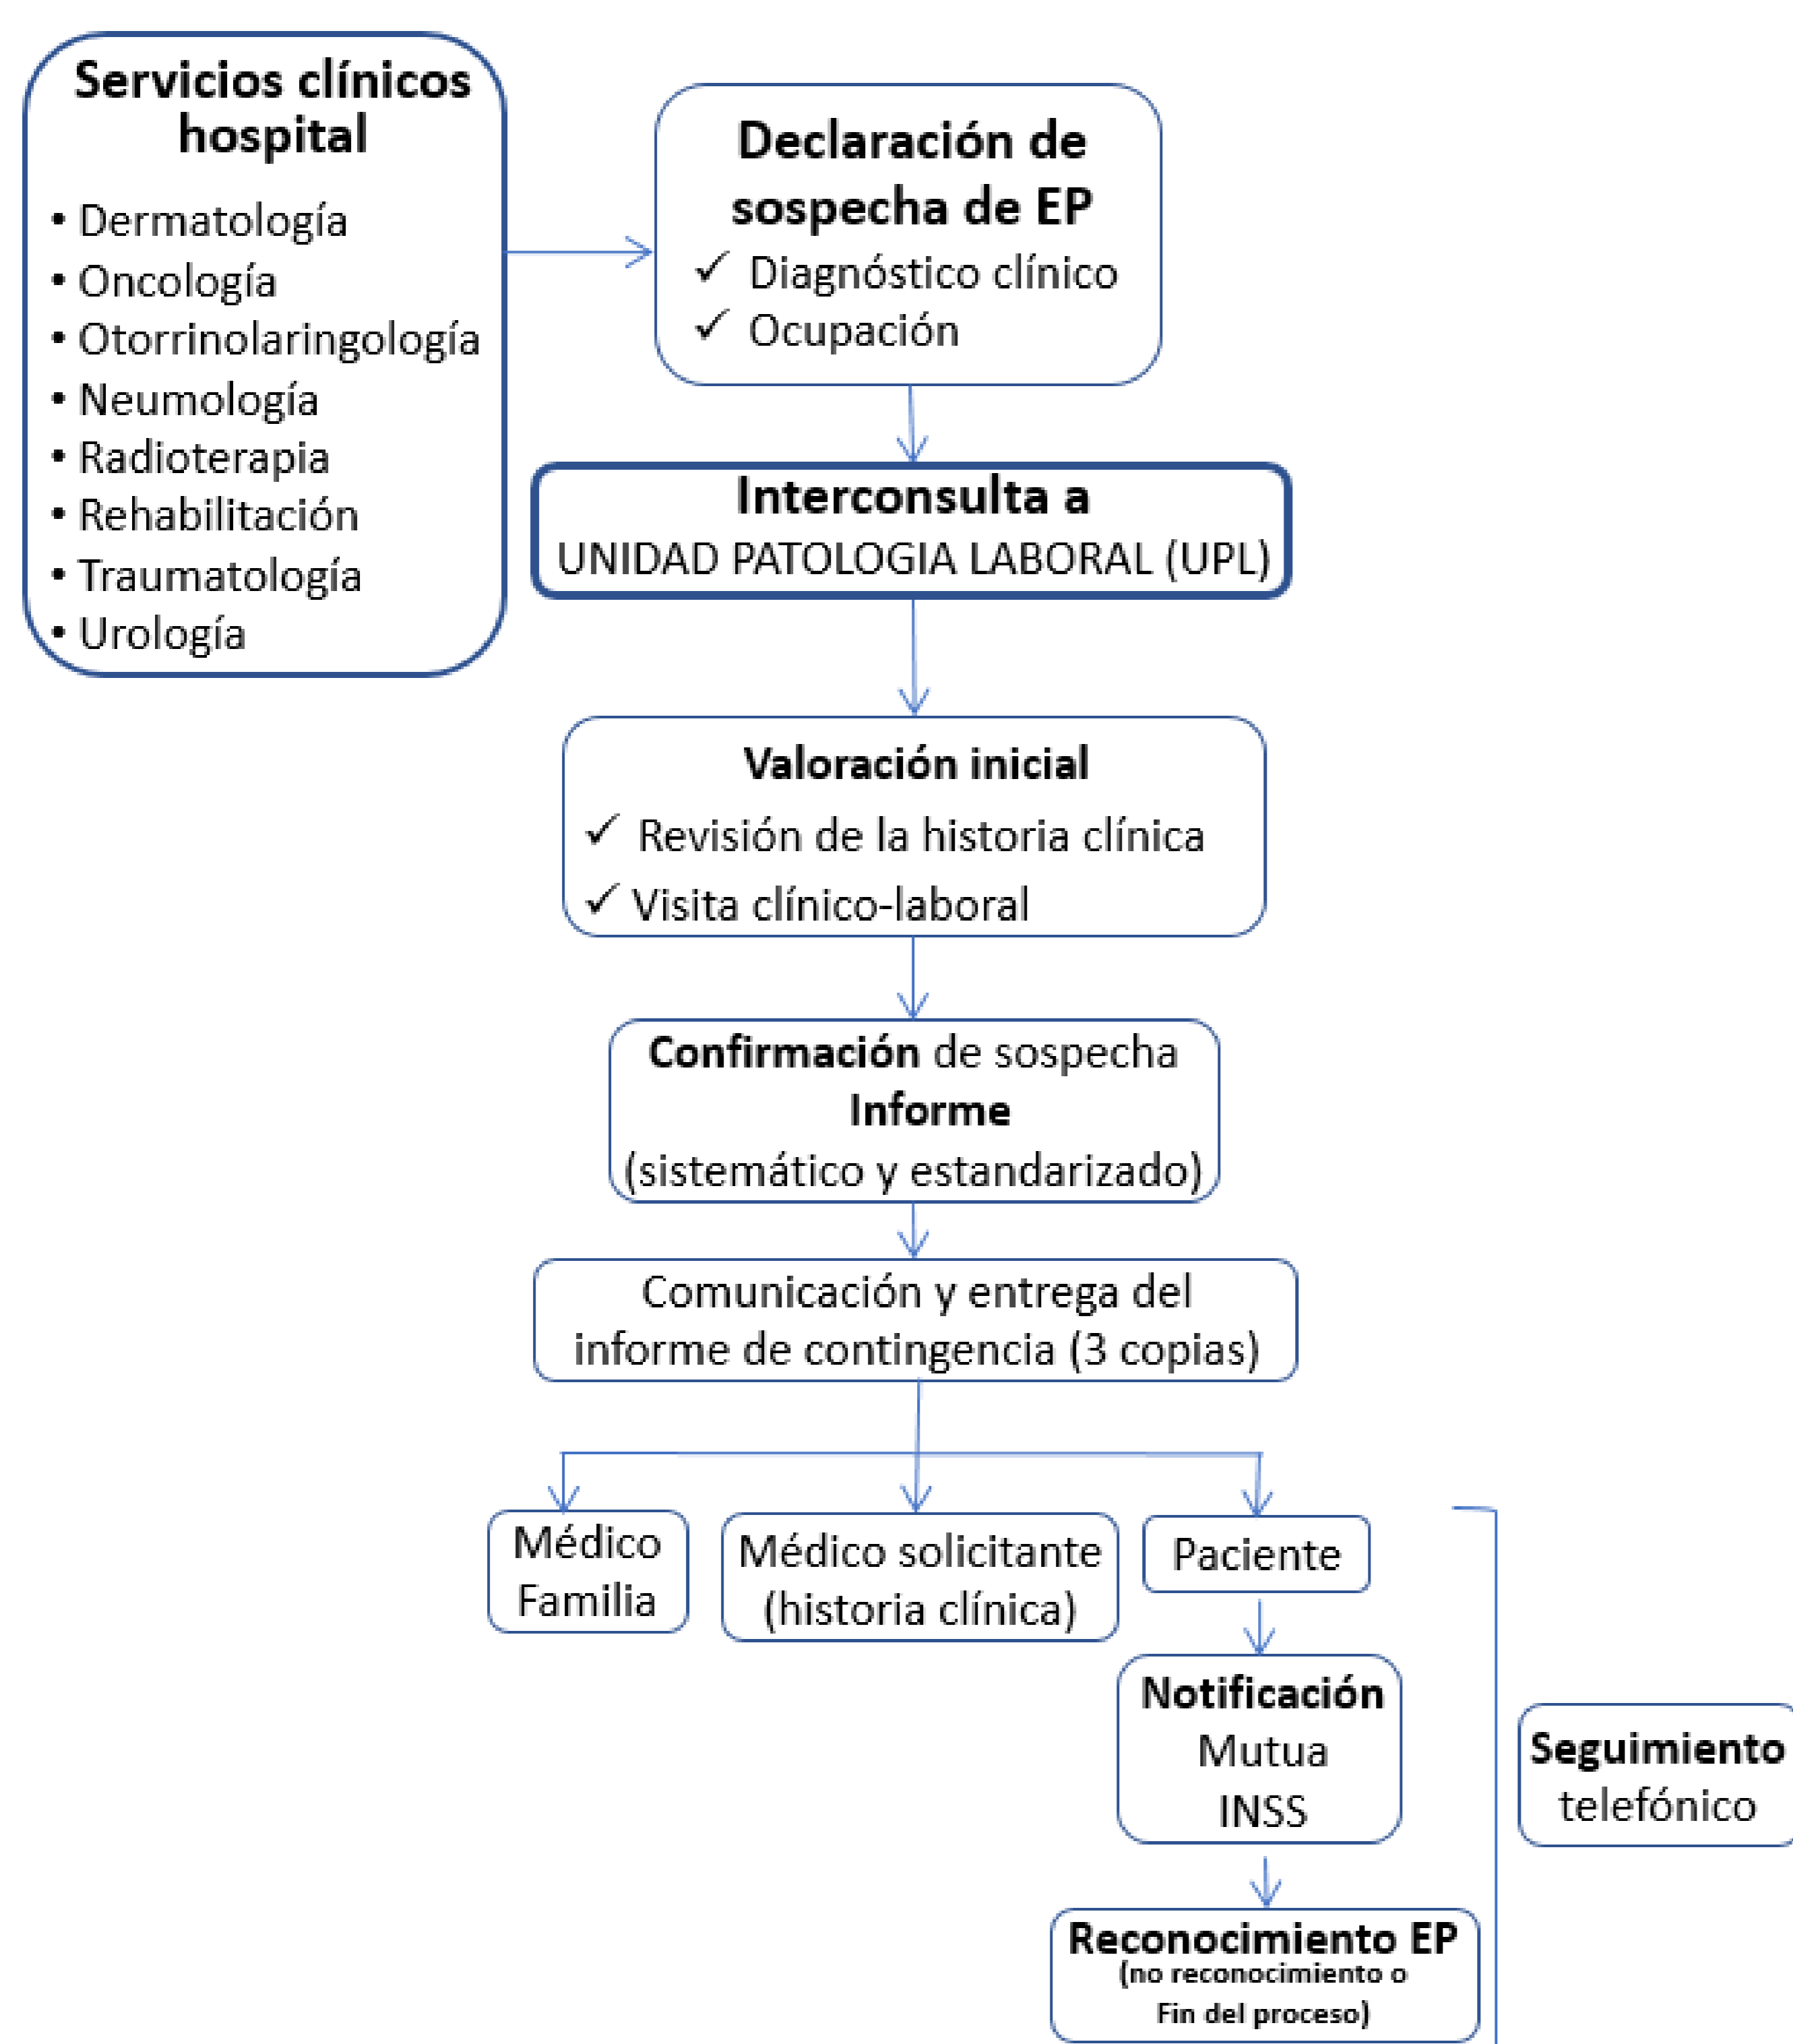 Servicios clínicos
hospital
• Dermatología
• Oncología
• Otorrinolaringología
• Neumología
• Radioterapia
• Rehabilitación
• Traumatología
• Urología
Declaración de
sospecha de EP
✓ Diagnóstico clínico
✓ Ocupación
Interconsulta a
UNIDAD PATOLOGIA LABORAL (UPL)
Valoración inicial
✓ Revisión de la historia clínica
✓ Visita clínico-laboral
Confirmación de sospecha
Informe
(sistemático y estandarizado)
Comunicación y entrega del
informe de contingencia (3 copias)
Médico
Familia
Médico solicitante
(historia clínica)
Paciente
Notificación
Mutua
INSS
Reconocimiento EP
(no reconocimiento o
Fin del proceso)
Seguimiento
telefónico